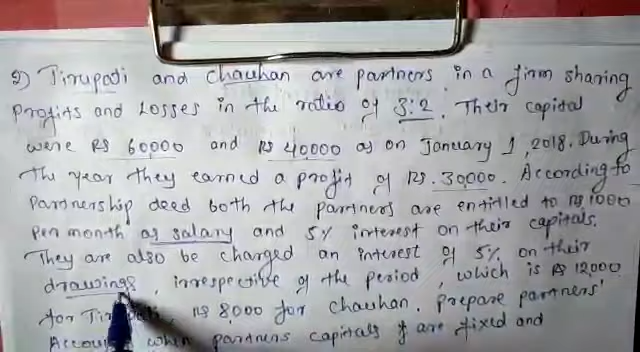 2) Tirupati and Chauhan are partners in a firm sharing
Profits and Losses in the ratio of 3:2. Their capital
were Rs 60000 and Rs 40000 as on January 1, 2018. During
The year they earned a profit of Rs. 30000. According to
Partnership deed both the partners are entitled to Rs 1000
Per month as salary and 5% interest on their capitals.
They are also be charged an interest of 5% on their
drawings, irrespective of the period, which is Rs 12000
for Rs 8000 for Chauhan. Prepare partners'
when partners capitals are fixed and